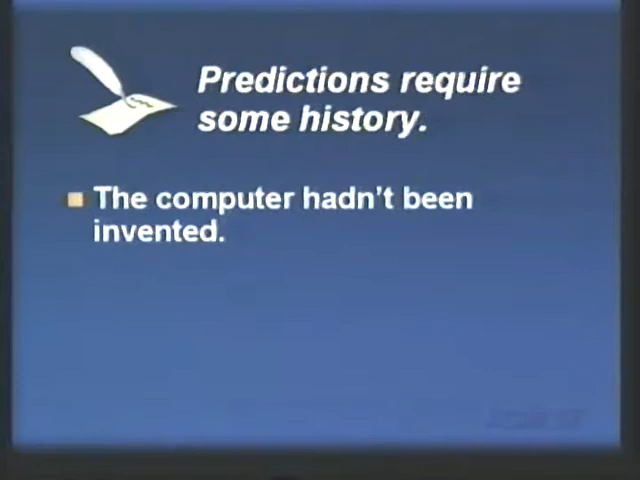 Predictions require
some history.
The computer hadn't been
invented.